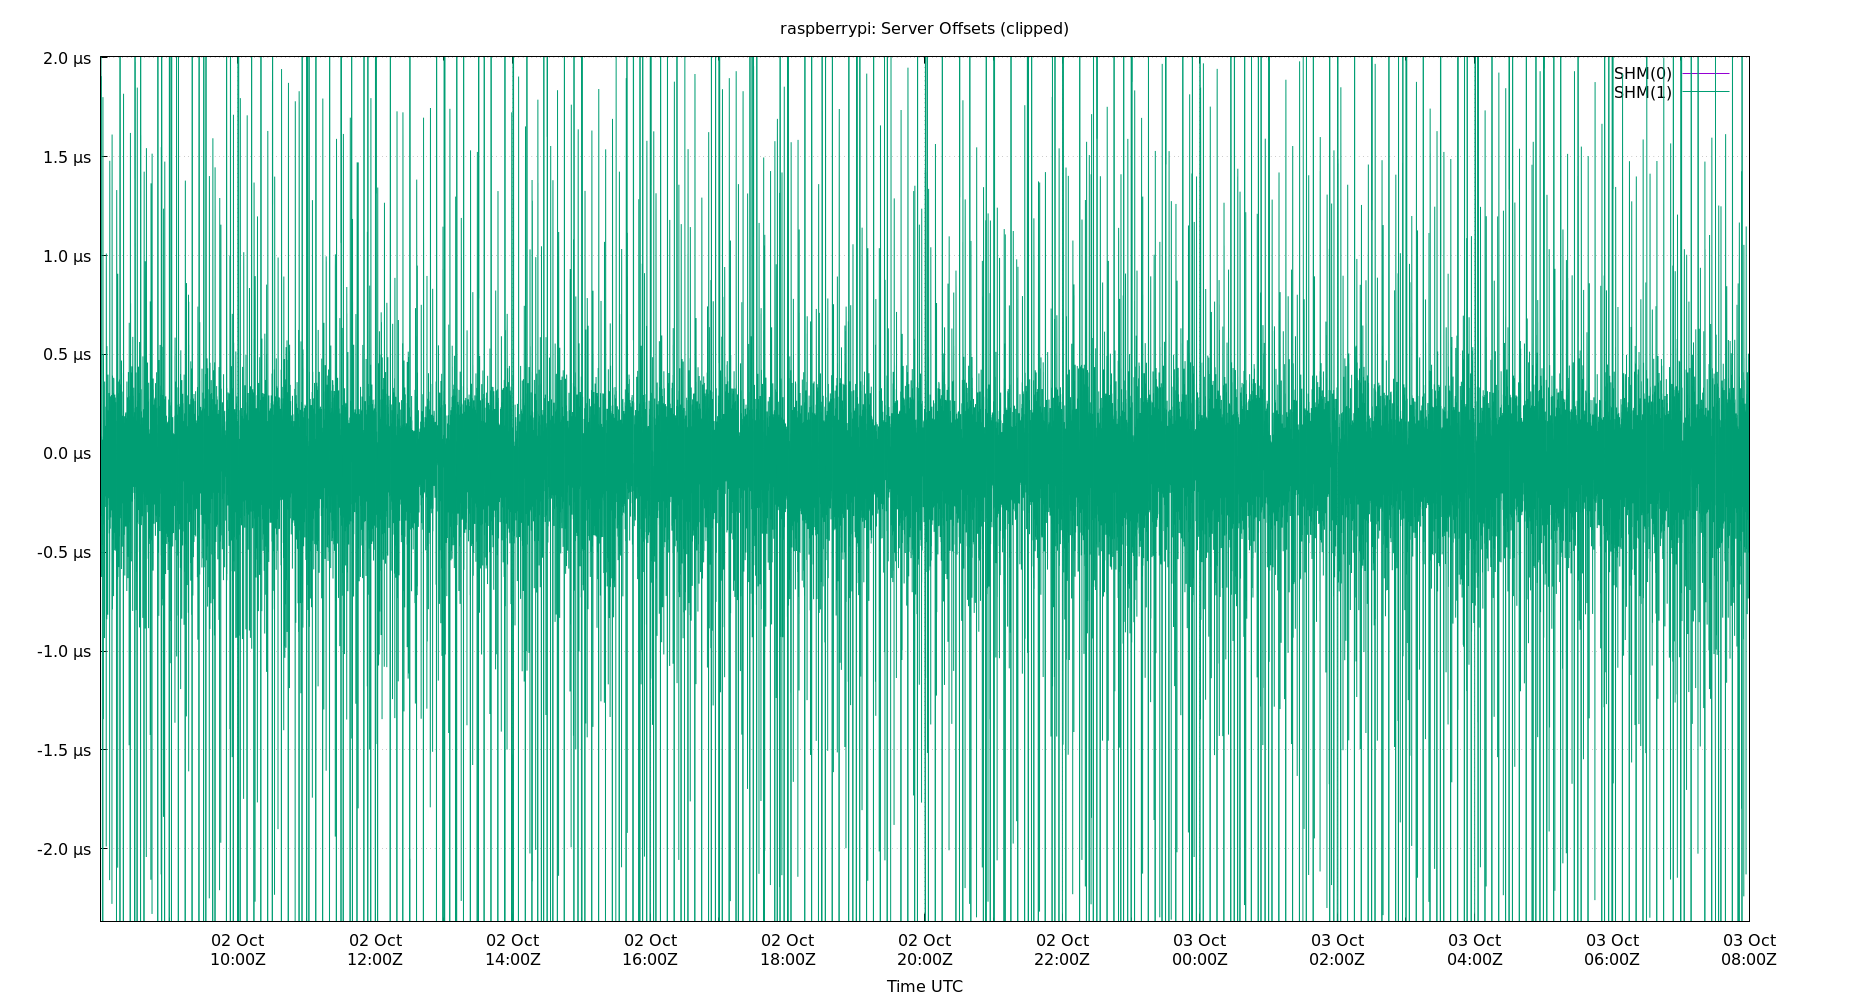 raspberrypi: Server Offsets (clipped)
2.0 µs
1.5 µs
1.0 µs
0.5 µs
0.0 µs
-0.5 µs
-1.0 µs
-1.5 µs
-2.0 µs
SHM(0)
SHM(1)
02 Oct 02 Oct 02 Oct 02 Oct 02 Oct 02 Oct 02 Oct 03 Oct 03 Oct 03 Oct 03 Oct 03 Oct
10:00Z 12:00Z 14:00Z 16:00Z 18:00Z 20:00Z 22:00Z 00:00Z 02:00Z 04:00Z 06:00Z 08:00Z
Time UTC